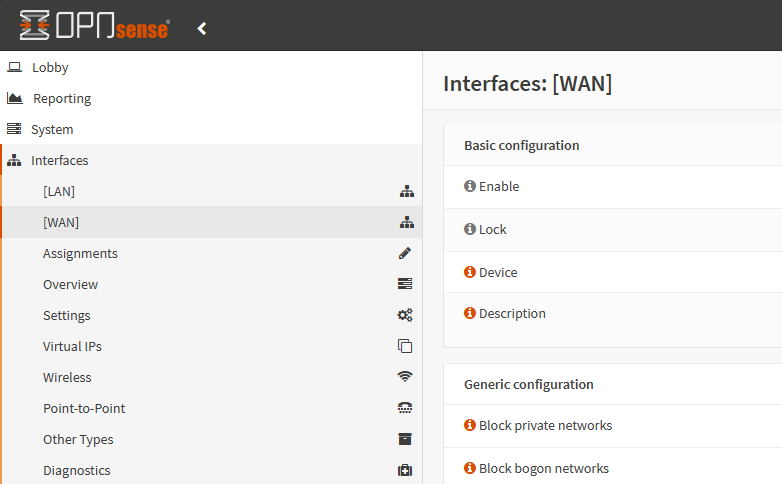 OPNsense
Lobby
Reporting
System
Interfaces
[LAN]
[WAN]
Assignments
Overview
Settings
Virtual IPs
Wireless
Point-to-Point
Other Types
Diagnostics
Interfaces: [WAN]
Basic configuration
Enable
Lock
Device
Description
Generic configuration
Block private networks
Block bogon networks